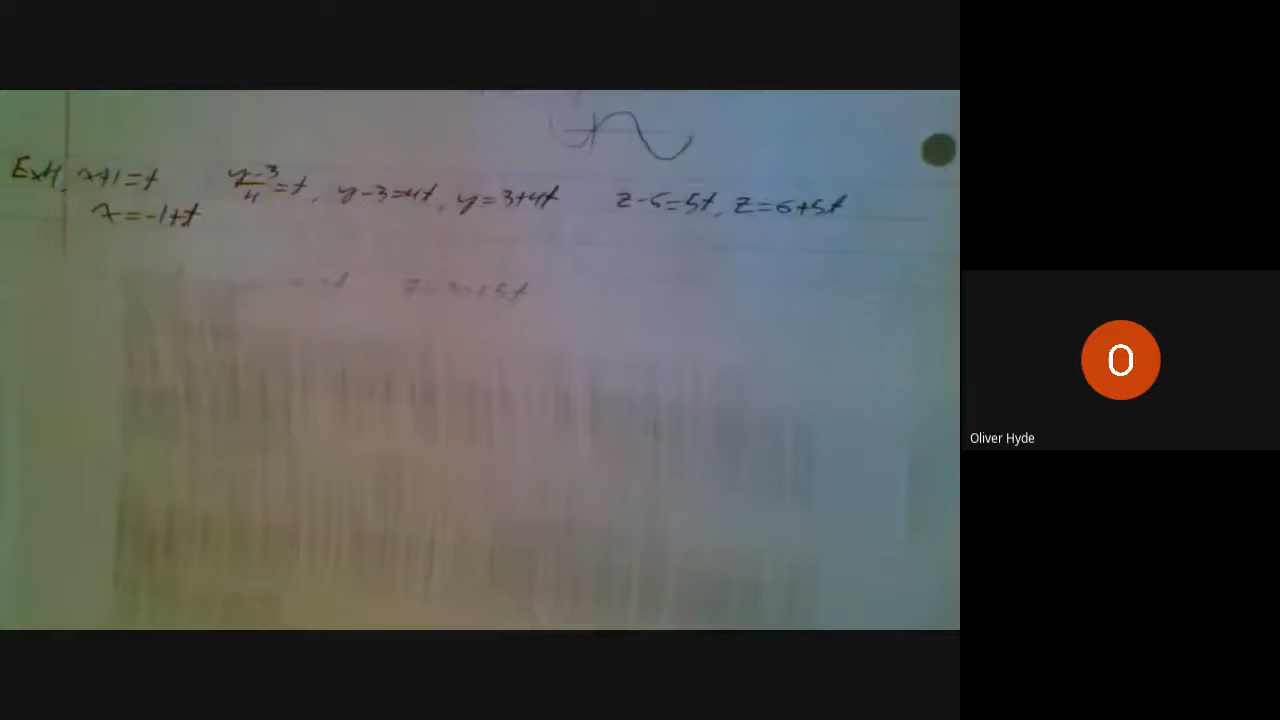 Ex4. x+1=t   y-3/4=t, y-3=4t, y=3+4t   z-6=5t, z=6+5t
x=-1+t
Oliver Hyde
O